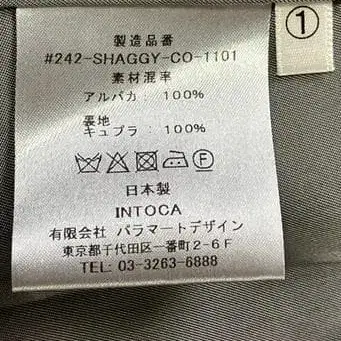 製造品番
#242-SHAGGY-CO-1101
素材混率
アルパカ: 100%
裏地
キュプラ : 100%
F
日本製
INTOCA
有限会社 パラマートデザイン
東京都千代田区一番町2-6F
TEL: 03-3263-6888
①